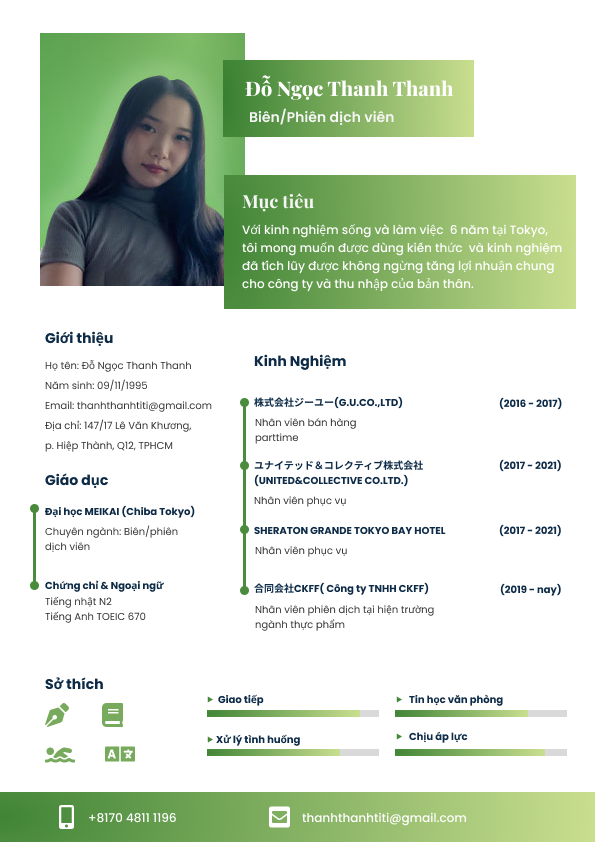 Đỗ Ngọc Thanh Thanh
Biên/Phiên dịch viên
Mục tiêu
Với kinh nghiệm sống và làm việc 6 năm tại Tokyo,
tôi mong muốn được dùng kiên thức và kinh nghiệm
đã tích lũy được không ngừng tăng lợi nhuận chung
cho công ty và thu nhập của bản thân.
Giới thiệu
Họ tên: Đỗ Ngọc Thanh Thanh
Năm sinh: 09/11/1995
Email: thanhthanhtiti@gmail.com
Địa chỉ: 147/17 Lê Văn Khương,
p. Hiệp Thành, Q12, TPHCM
Giáo dục
Đại học MEIKAI (Chiba Tokyo)
Chuyên ngành: Biên/phiên
dịch viên
Chứng chỉ & Ngoại ngữ
Tiếng nhật N2
Tiếng Anh TOEIC 670
Kinh Nghiệm
株式会社ジーユー(G.U.CO.,LTD) (2016 - 2017)
Nhân viên bán hàng
parttime
ユナイテッド＆コレクティブ株式会社 (2017 - 2021)
(UNITED&COLLECTIVE CO.LTD.)
Nhân viên phục vụ
SHERATON GRANDE TOKYO BAY HOTEL (2017 - 2021)
Nhân viên phục vụ
合同会社CKFF( Công ty TNHH CKFF) (2019 - nay)
Nhân viên phiên dịch tại hiện trường
ngành thực phẩm
Sở thích
Giao tiếp
Tin học văn phòng
Xử lý tình huống
Chịu áp lực
+8170 4811 1196
thanhthanhtiti@gmail.com